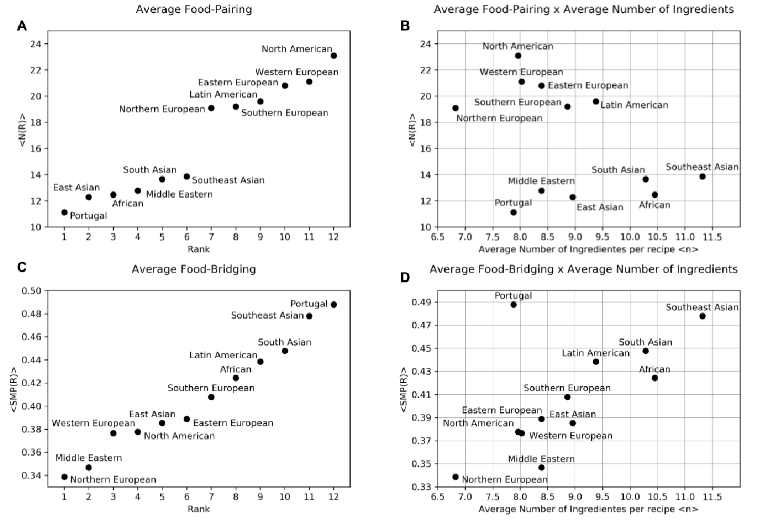 A
Average Food-Pairing
24
22
20
18
16
14
12
10
<N(R)>
North American
Western European
Eastern European
Latin American
Northern European
Southern European
South Asian
Southeast Asian
East Asian
Middle Eastern
African
Portugal
1 2 3 4 5 6 7 8 9 10 11 12
Rank
B
Average Food-Pairing x Average Number of Ingredients
24
22
20
18
16
14
12
10
<N(R)>
North American
Western European
Eastern European
Southern European
Latin American
Northern European
Southeast Asian
South Asian
Middle Eastern
Portugal
East Asian
African
6.5 7.0 7.5 8.0 8.5 9.0 9.5 10.0 10.5 11.0 11.5
Average Number of Ingredientes per recipe <n>
C
Average Food-Bridging
0.50
0.48
0.46
0.44
0.42
0.40
0.38
0.36
0.34
<SMP(R)>
Portugal
Southeast Asian
South Asian
Latin American
African
Southern European
East Asian
Western European
Eastern European
North American
Middle Eastern
Northern European
1 2 3 4 5 6 7 8 9 10 11 12
Rank
D
Average Food-Bridging x Average Number of Ingredients
0.49
0.47
0.45
0.43
0.41
0.39
0.37
0.35
0.33
<SMP(R)>
Portugal
Southeast Asian
South Asian
Latin American
African
Southern European
Eastern European
East Asian
North American
Western European
Middle Eastern
Northern European
6.5 7.0 7.5 8.0 8.5 9.0 9.5 10.0 10.5 11.0 11.5
Average Number of Ingredientes per recipe <n>